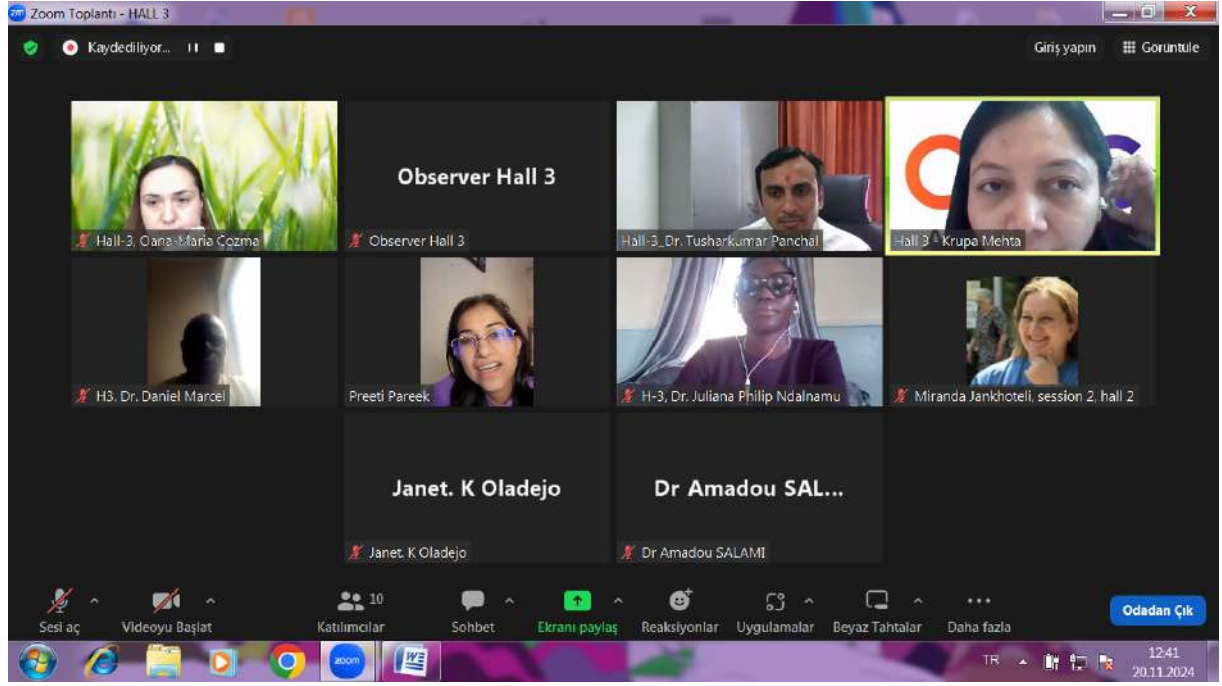 Zoom Toplantı - HALL 3
Kaydediliyor...
Giriş yapın
Görüntüle
Hall-3, Oana-Maria Cozma
Observer Hall 3
Observer Hall 3
Hall-3_Dr. Tusharkumar Panchal
Hall 3 - Krupa Mehta
H3. Dr. Daniel Marcel
Preeti Pareek
H-3, Dr. Juliana Philip Ndalnamu
Miranda Jankhoteli, session 2, hall 2
Janet. K Oladejo
Janet. K Oladejo
Dr Amadou SAL...
Dr Amadou SALAMI
Sesi aç
Videoyu Başlat
10
Katılımcılar
Sohbet
Ekranı paylaş
Reaksiyonlar
Uygulamalar
Beyaz Tahtalar
Daha fazla
Odadan Çık
zoom
TR
12:41
20.11.2024